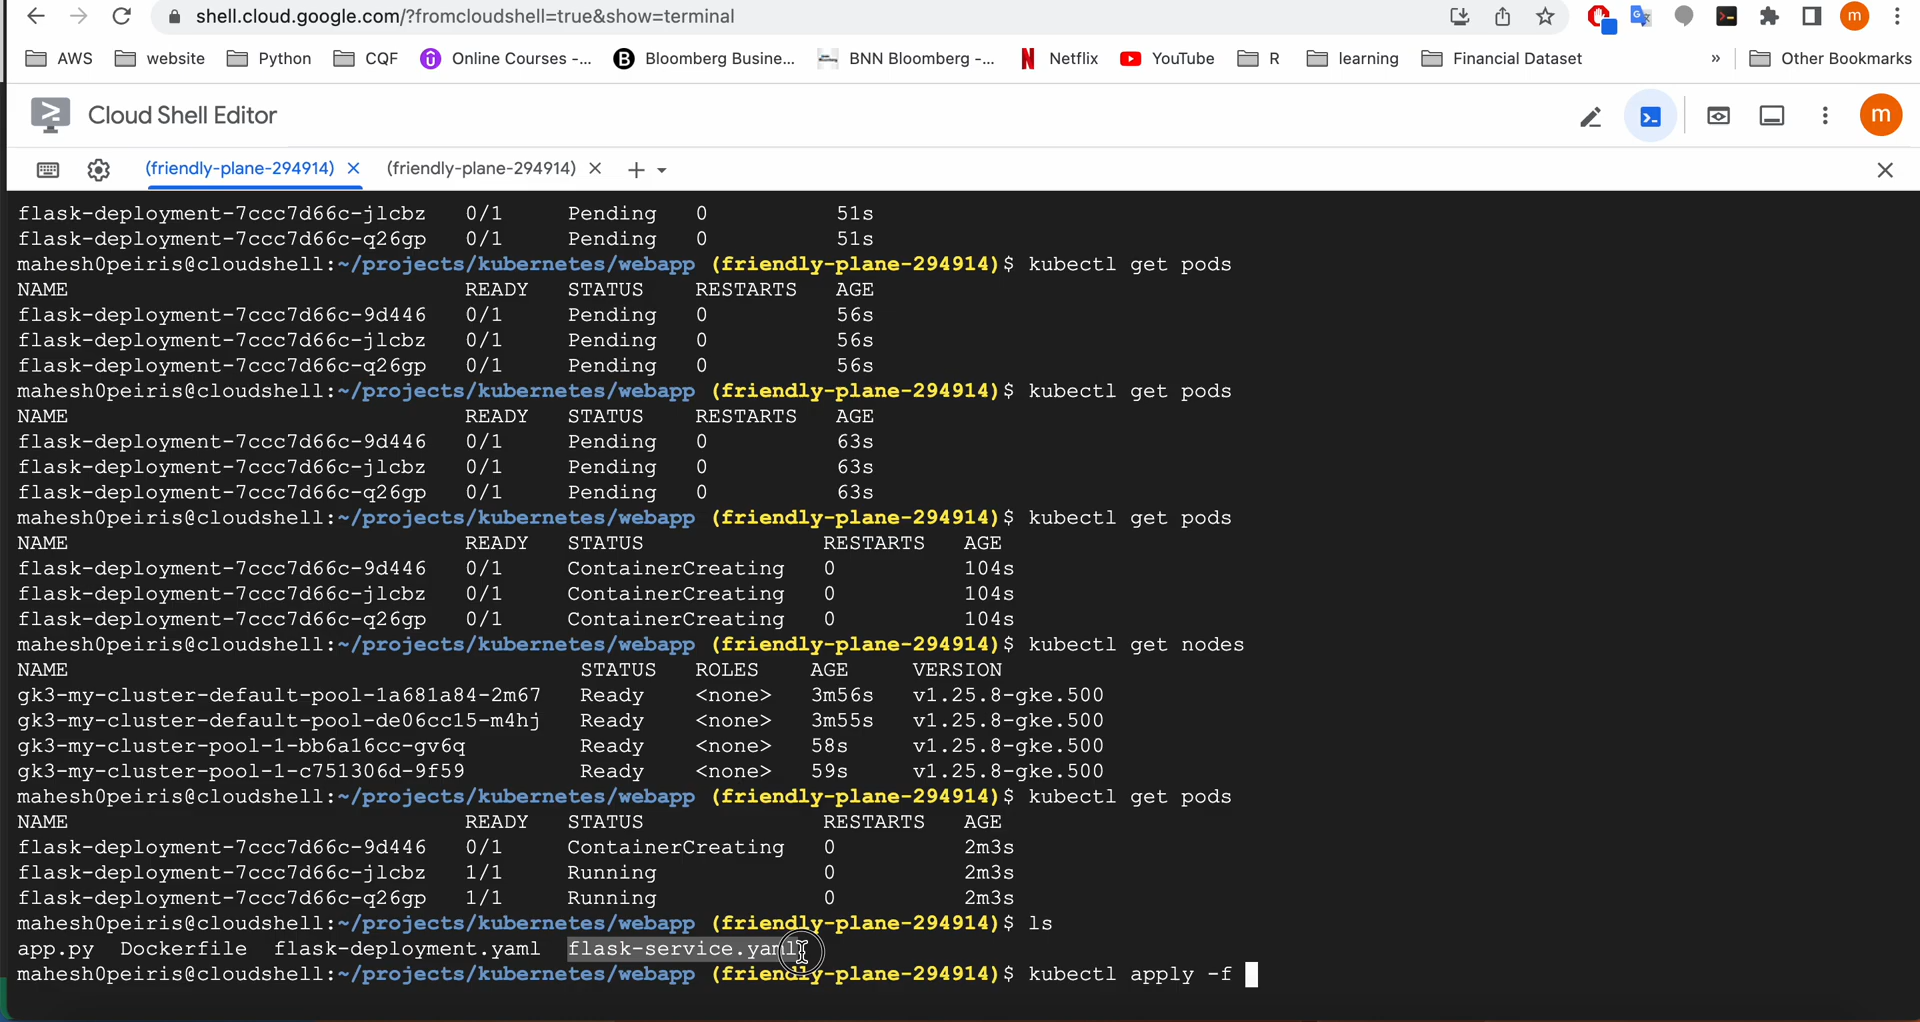 shell.cloud.google.com/?fromcloudshell=true&show=terminal
m
AWS website Python CQF Online Courses -... Bloomberg Busine... BNN Bloomberg -... Netflix YouTube R learning Financial Dataset » Other Bookmarks
Cloud Shell Editor
m
(friendly-plane-294914) (friendly-plane-294914)
flask-deployment-7ccc7d66c-jlcbz 0/1 Pending 0 51s
flask-deployment-7ccc7d66c-q26gp 0/1 Pending 0 51s
mahesh0peiris@cloudshell:~/projects/kubernetes/webapp (friendly-plane-294914)$ kubectl get pods
NAME READY STATUS RESTARTS AGE
flask-deployment-7ccc7d66c-9d446 0/1 Pending 0 56s
flask-deployment-7ccc7d66c-jlcbz 0/1 Pending 0 56s
flask-deployment-7ccc7d66c-q26gp 0/1 Pending 0 56s
mahesh0peiris@cloudshell:~/projects/kubernetes/webapp (friendly-plane-294914)$ kubectl get pods
NAME READY STATUS RESTARTS AGE
flask-deployment-7ccc7d66c-9d446 0/1 Pending 0 63s
flask-deployment-7ccc7d66c-jlcbz 0/1 Pending 0 63s
flask-deployment-7ccc7d66c-q26gp 0/1 Pending 0 63s
mahesh0peiris@cloudshell:~/projects/kubernetes/webapp (friendly-plane-294914)$ kubectl get pods
NAME READY STATUS RESTARTS AGE
flask-deployment-7ccc7d66c-9d446 0/1 ContainerCreating 0 104s
flask-deployment-7ccc7d66c-jlcbz 0/1 ContainerCreating 0 104s
flask-deployment-7ccc7d66c-q26gp 0/1 ContainerCreating 0 104s
mahesh0peiris@cloudshell:~/projects/kubernetes/webapp (friendly-plane-294914)$ kubectl get nodes
NAME STATUS ROLES AGE VERSION
gk3-my-cluster-default-pool-1a681a84-2m67 Ready <none> 3m56s v1.25.8-gke.500
gk3-my-cluster-default-pool-de06cc15-m4hj Ready <none> 3m55s v1.25.8-gke.500
gk3-my-cluster-pool-1-bb6a16cc-gv6q Ready <none> 58s v1.25.8-gke.500
gk3-my-cluster-pool-1-c751306d-9f59 Ready <none> 59s v1.25.8-gke.500
mahesh0peiris@cloudshell:~/projects/kubernetes/webapp (friendly-plane-294914)$ kubectl get pods
NAME READY STATUS RESTARTS AGE
flask-deployment-7ccc7d66c-9d446 0/1 ContainerCreating 0 2m3s
flask-deployment-7ccc7d66c-jlcbz 1/1 Running 0 2m3s
flask-deployment-7ccc7d66c-q26gp 1/1 Running 0 2m3s
mahesh0peiris@cloudshell:~/projects/kubernetes/webapp (friendly-plane-294914)$ ls
app.py Dockerfile flask-deployment.yaml flask-service.yaml
mahesh0peiris@cloudshell:~/projects/kubernetes/webapp (friendly-plane-294914)$ kubectl apply -f